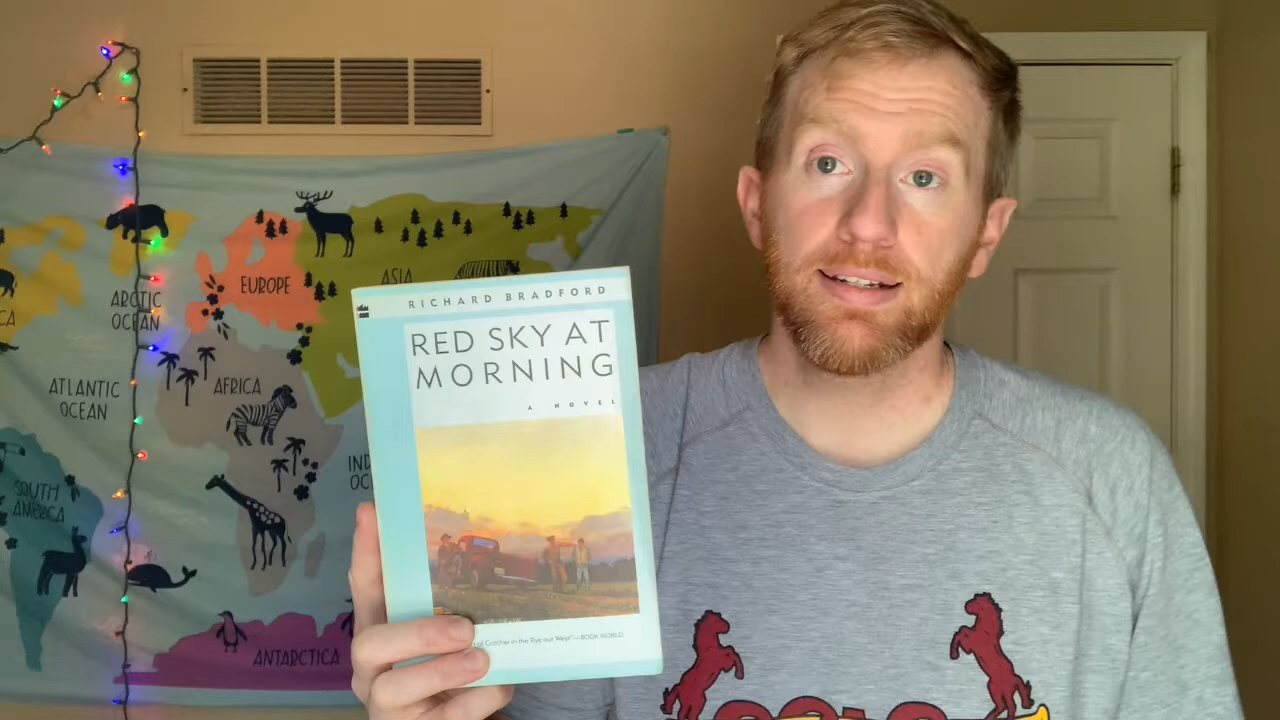 RICHARD BRADFORD
RED SKY AT
MORNING
A NOVEL
of Catcher in the Rye out West"—BOOK WORLD
EUROPE
ASIA
ARCTIC
OCEAN
ATLANTIC
OCEAN
AFRICA
SOUTH
AMERICA
ANTARCTICA